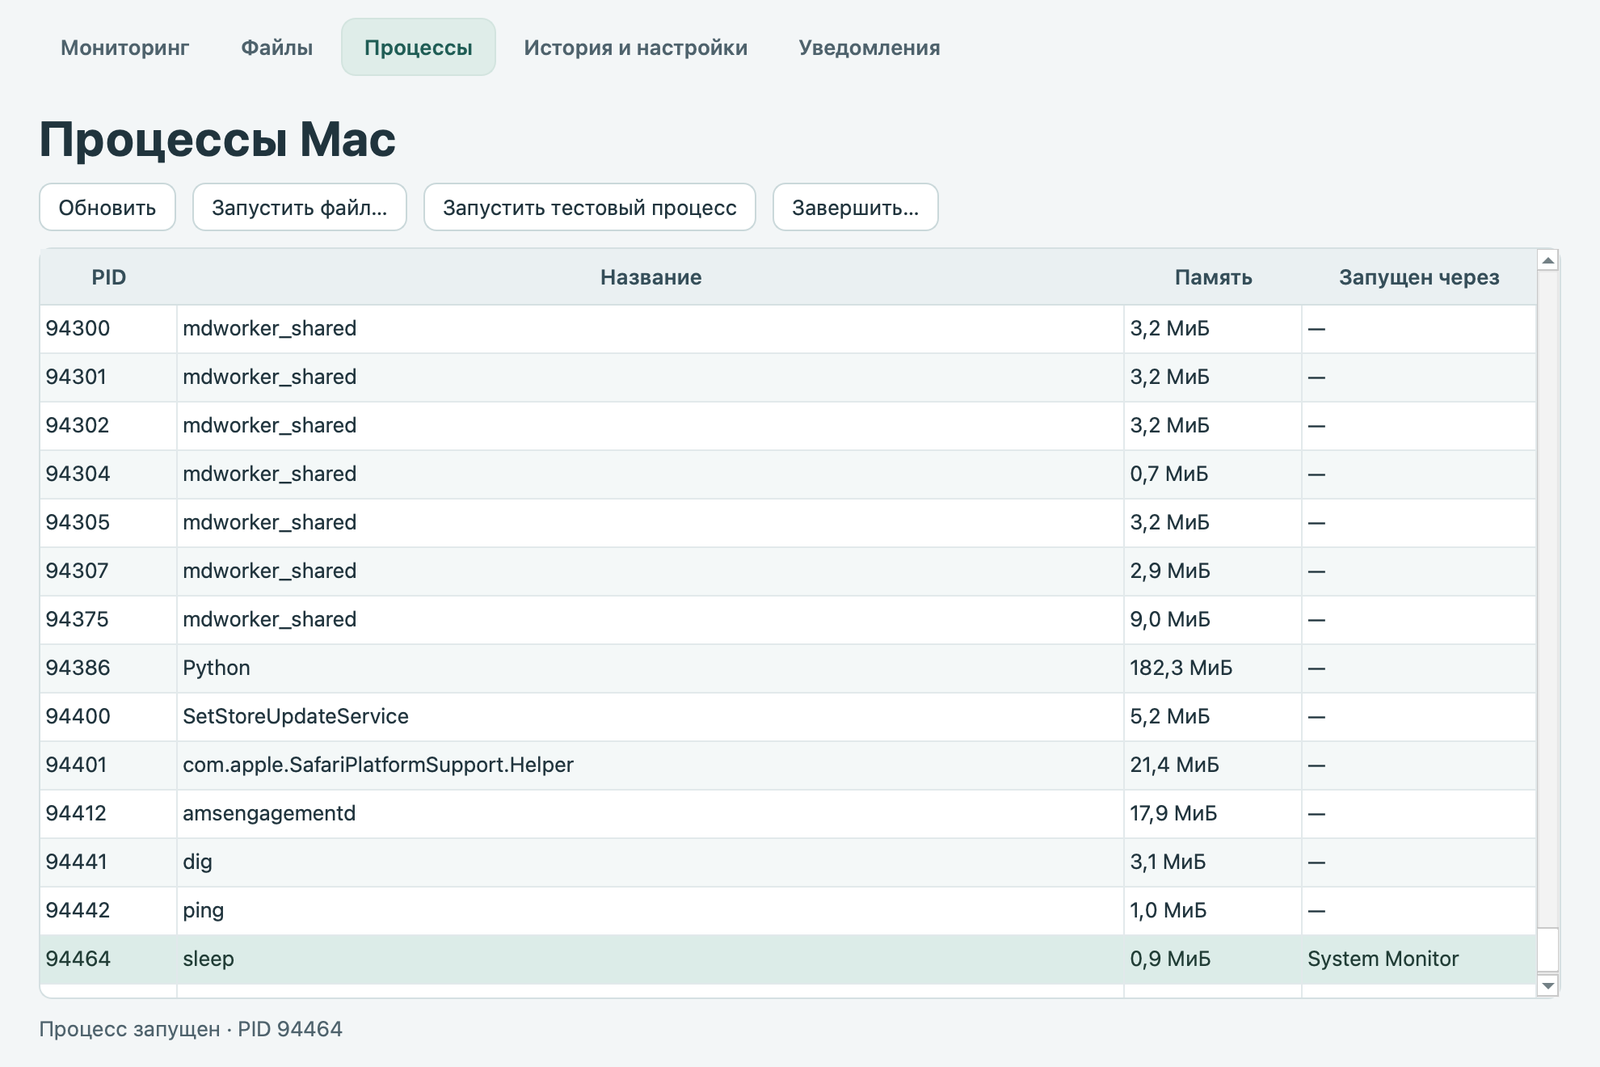 Мониторинг Файлы Процессы История и настройки Уведомления
Процессы Mac
Обновить Запустить файл... Запустить тестовый процесс Завершить...
PID Название Память Запущен через
94300 mdworker_shared 3,2 МиБ —
94301 mdworker_shared 3,2 МиБ —
94302 mdworker_shared 3,2 МиБ —
94304 mdworker_shared 0,7 МиБ —
94305 mdworker_shared 3,2 МиБ —
94307 mdworker_shared 2,9 МиБ —
94375 mdworker_shared 9,0 МиБ —
94386 Python 182,3 МиБ —
94400 SetStoreUpdateService 5,2 МиБ —
94401 com.apple.SafariPlatformSupport.Helper 21,4 МиБ —
94412 amsengagementd 17,9 МиБ —
94441 dig 3,1 МиБ —
94442 ping 1,0 МиБ —
94464 sleep 0,9 МиБ System Monitor
Процесс запущен · PID 94464